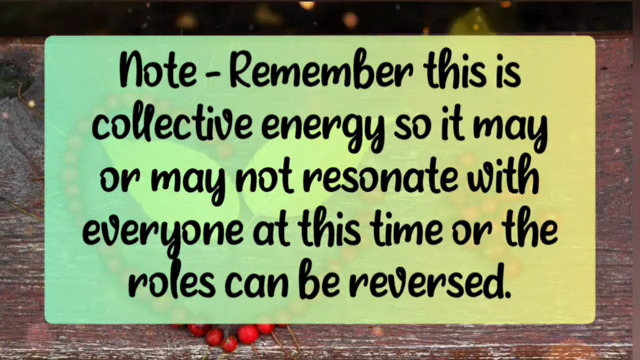 Note - Remember this is
collective energy so it may
or may not resonate with
everyone at this time or the
roles can be reversed.